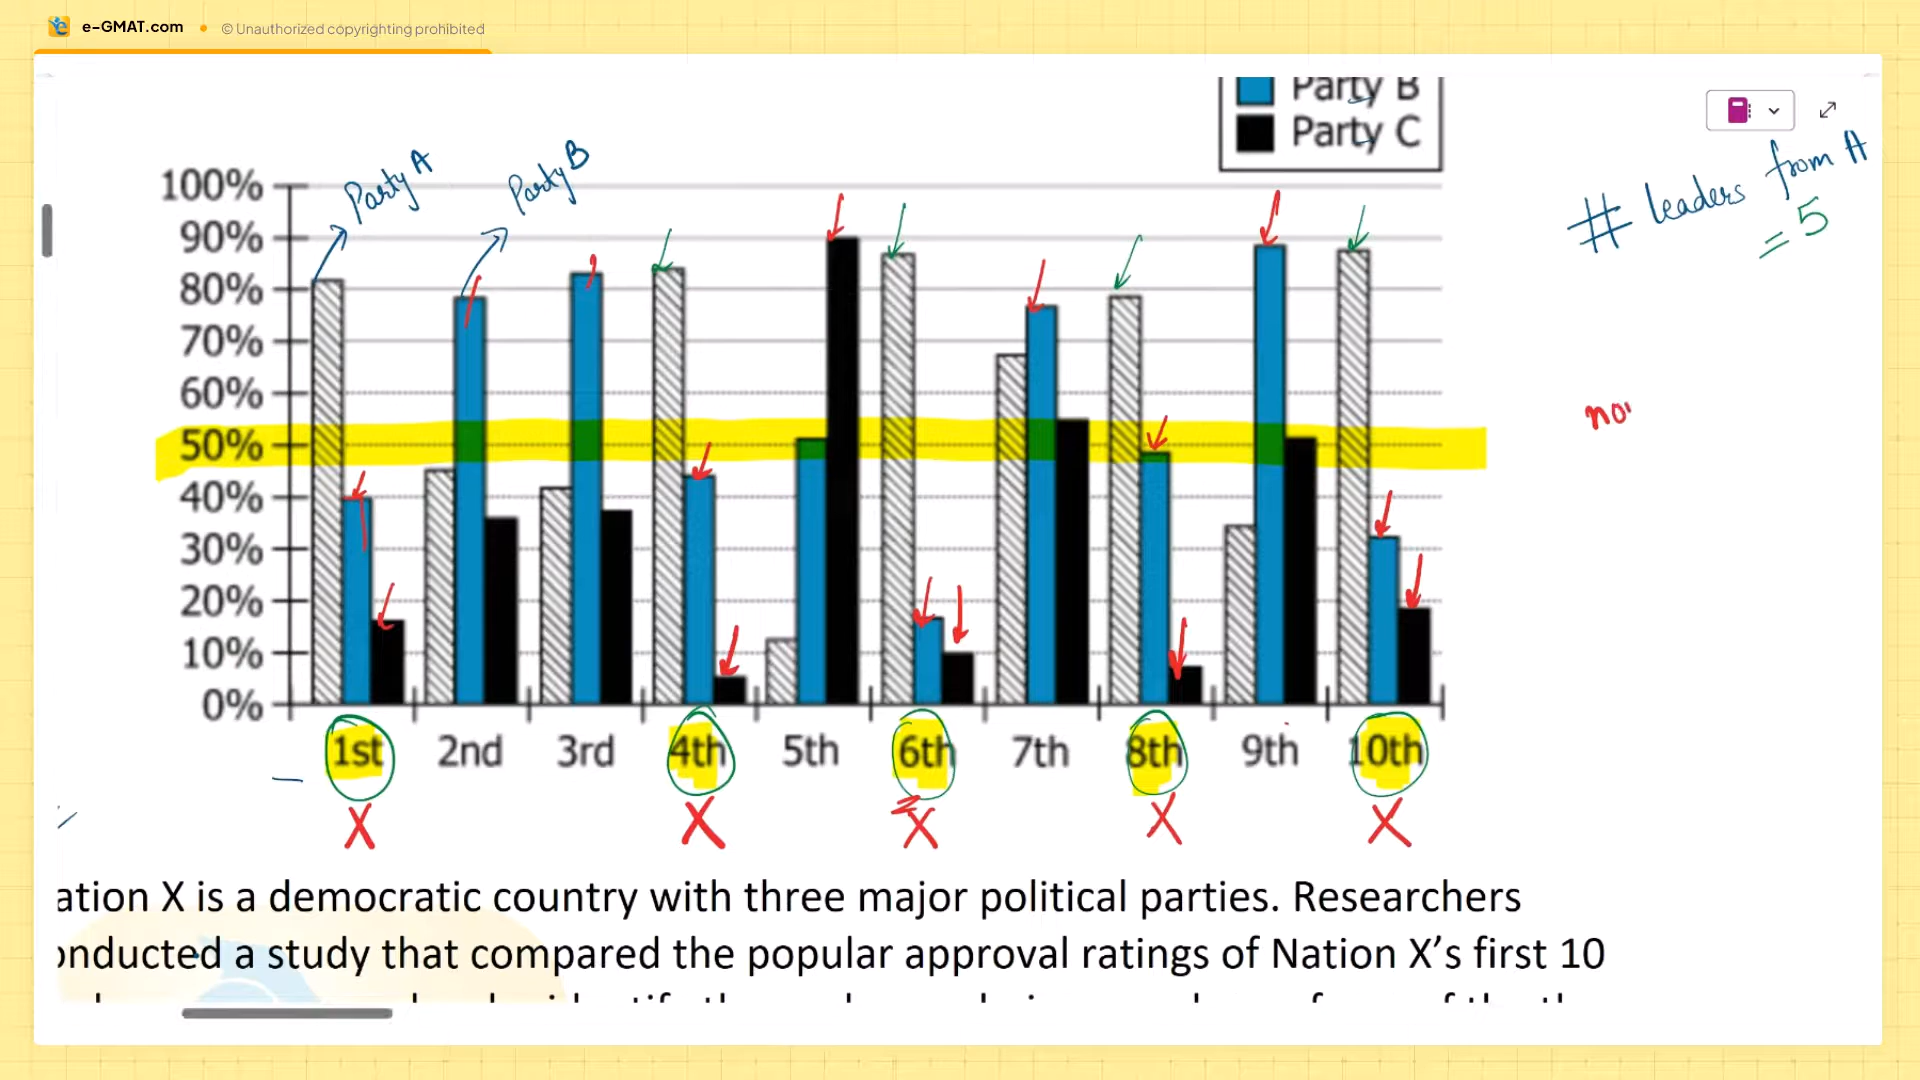 e-GMAT.com • © Unauthorized copyrighting prohibited
Party B
Party C
Party A
Party B
# leaders from A
= 5
100%
90%
80%
70%
60%
50%
40%
30%
20%
10%
0%
no
1st 2nd 3rd 4th 5th 6th 7th 8th 9th 10th
X X X X X
ation X is a democratic country with three major political parties. Researchers
onducted a study that compared the popular approval ratings of Nation X’s first 10